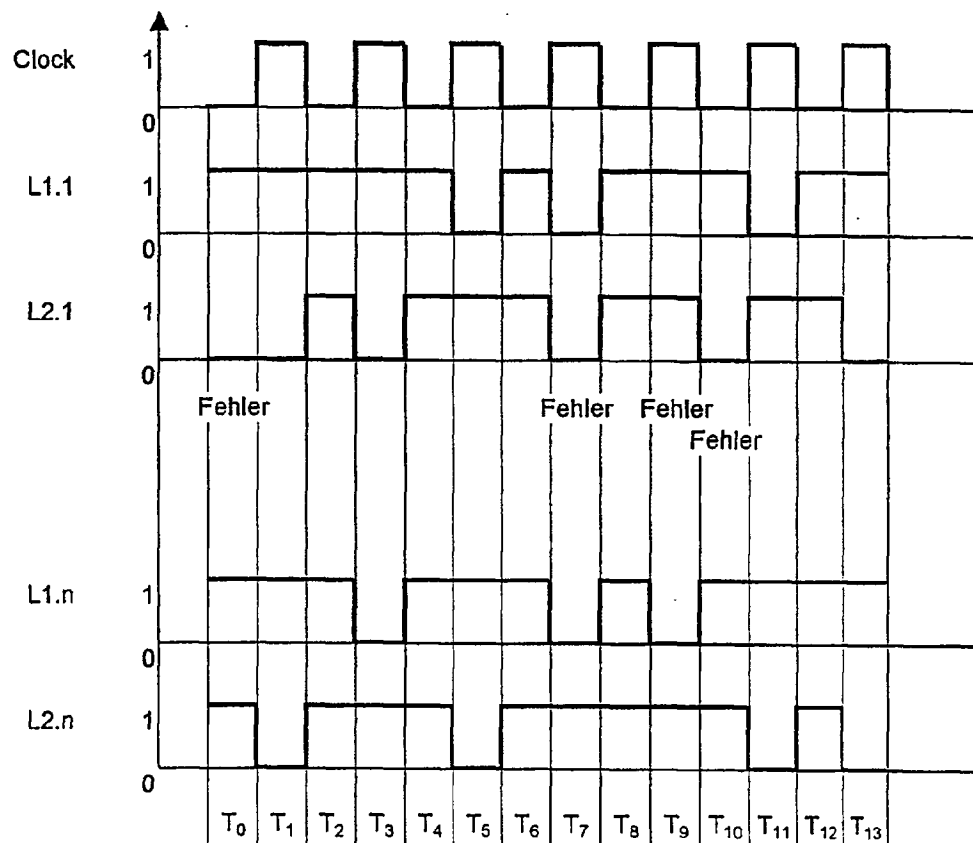 Clock
1
0
L1.1
1
0
L2.1
1
0
Fehler Fehler Fehler
Fehler
L1.n
1
0
L2.n
1
0
T0 T1 T2 T3 T4 T5 T6 T7 T8 T9 T10 T11 T12 T13